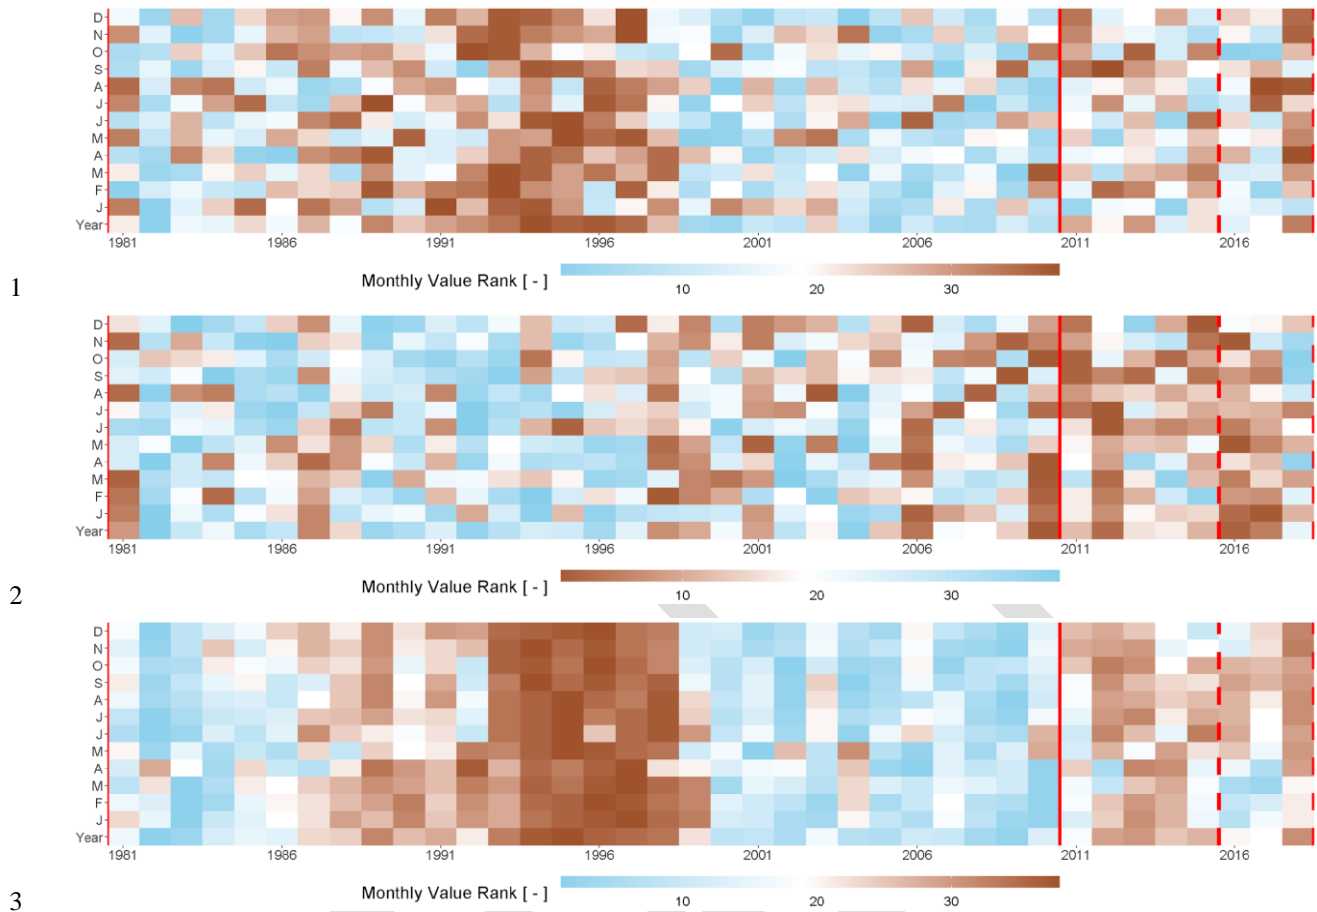 D
N
O
S
A
J
J
M
A
M
F
J
Year
1981 1986 1991 1996 2001 2006 2011 2016
Monthly Value Rank [ - ]
10 20 30
1
D
N
O
S
A
J
J
M
A
M
F
J
Year
1981 1986 1991 1996 2001 2006 2011 2016
Monthly Value Rank [ - ]
10 20 30
2
D
N
O
S
A
J
J
M
A
M
F
J
Year
1981 1986 1991 1996 2001 2006 2011 2016
Monthly Value Rank [ - ]
10 20 30
3